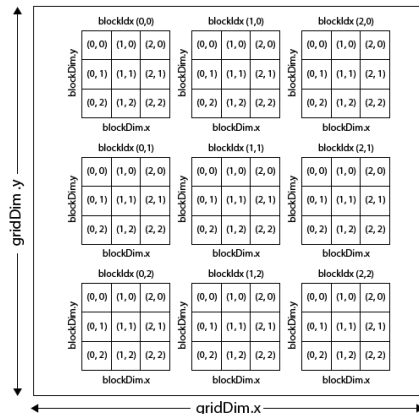 blockIdx (0,0) blockIdx (1,0) blockIdx (2,0)
blockDim.y (0, 0) (1, 0) (2, 0) blockDim.y (0, 0) (1, 0) (2, 0) blockDim.y (0, 0) (1, 0) (2, 0)
(0, 1) (1, 1) (2, 1) (0, 1) (1, 1) (2, 1) (0, 1) (1, 1) (2, 1)
(0, 2) (1, 2) (2, 2) (0, 2) (1, 2) (2, 2) (0, 2) (1, 2) (2, 2)
blockDim.x blockDim.x blockDim.x
blockIdx (0,1) blockIdx (1,1) blockIdx (2,1)
gridDim.y
blockDim.y (0, 0) (1, 0) (2, 0) blockDim.y (0, 0) (1, 0) (2, 0) blockDim.y (0, 0) (1, 0) (2, 0)
(0, 1) (1, 1) (2, 1) (0, 1) (1, 1) (2, 1) (0, 1) (1, 1) (2, 1)
(0, 2) (1, 2) (2, 2) (0, 2) (1, 2) (2, 2) (0, 2) (1, 2) (2, 2)
blockDim.x blockDim.x blockDim.x
blockIdx (0,2) blockIdx (1,2) blockIdx (2,2)
blockDim.y (0, 0) (1, 0) (2, 0) blockDim.y (0, 0) (1, 0) (2, 0) blockDim.y (0, 0) (1, 0) (2, 0)
(0, 1) (1, 1) (2, 1) (0, 1) (1, 1) (2, 1) (0, 1) (1, 1) (2, 1)
(0, 2) (1, 2) (2, 2) (0, 2) (1, 2) (2, 2) (0, 2) (1, 2) (2, 2)
blockDim.x blockDim.x blockDim.x
gridDim.x